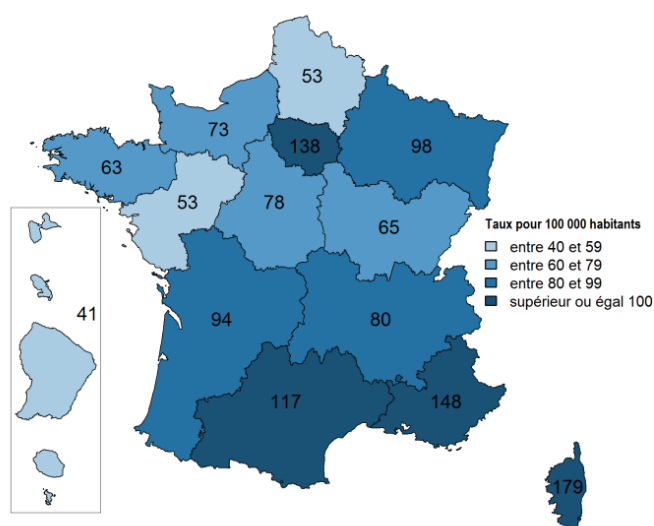 53
73
138
98
63
53
78
65
Taux pour 100 000 habitants
entre 40 et 59
entre 60 et 79
entre 80 et 99
supérieur ou égal 100
41
94
80
117
148
179